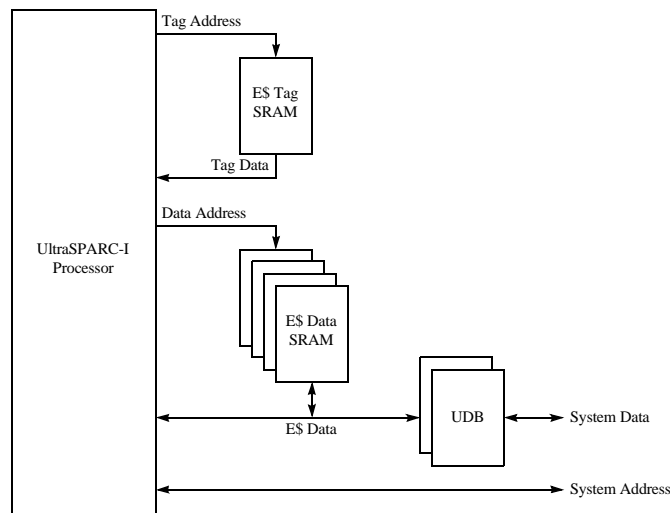 Tag Address
E$ Tag
SRAM
Tag Data
Data Address
UltraSPARC-I
Processor
E$ Data
SRAM
E$ Data
UDB
System Data
System Address